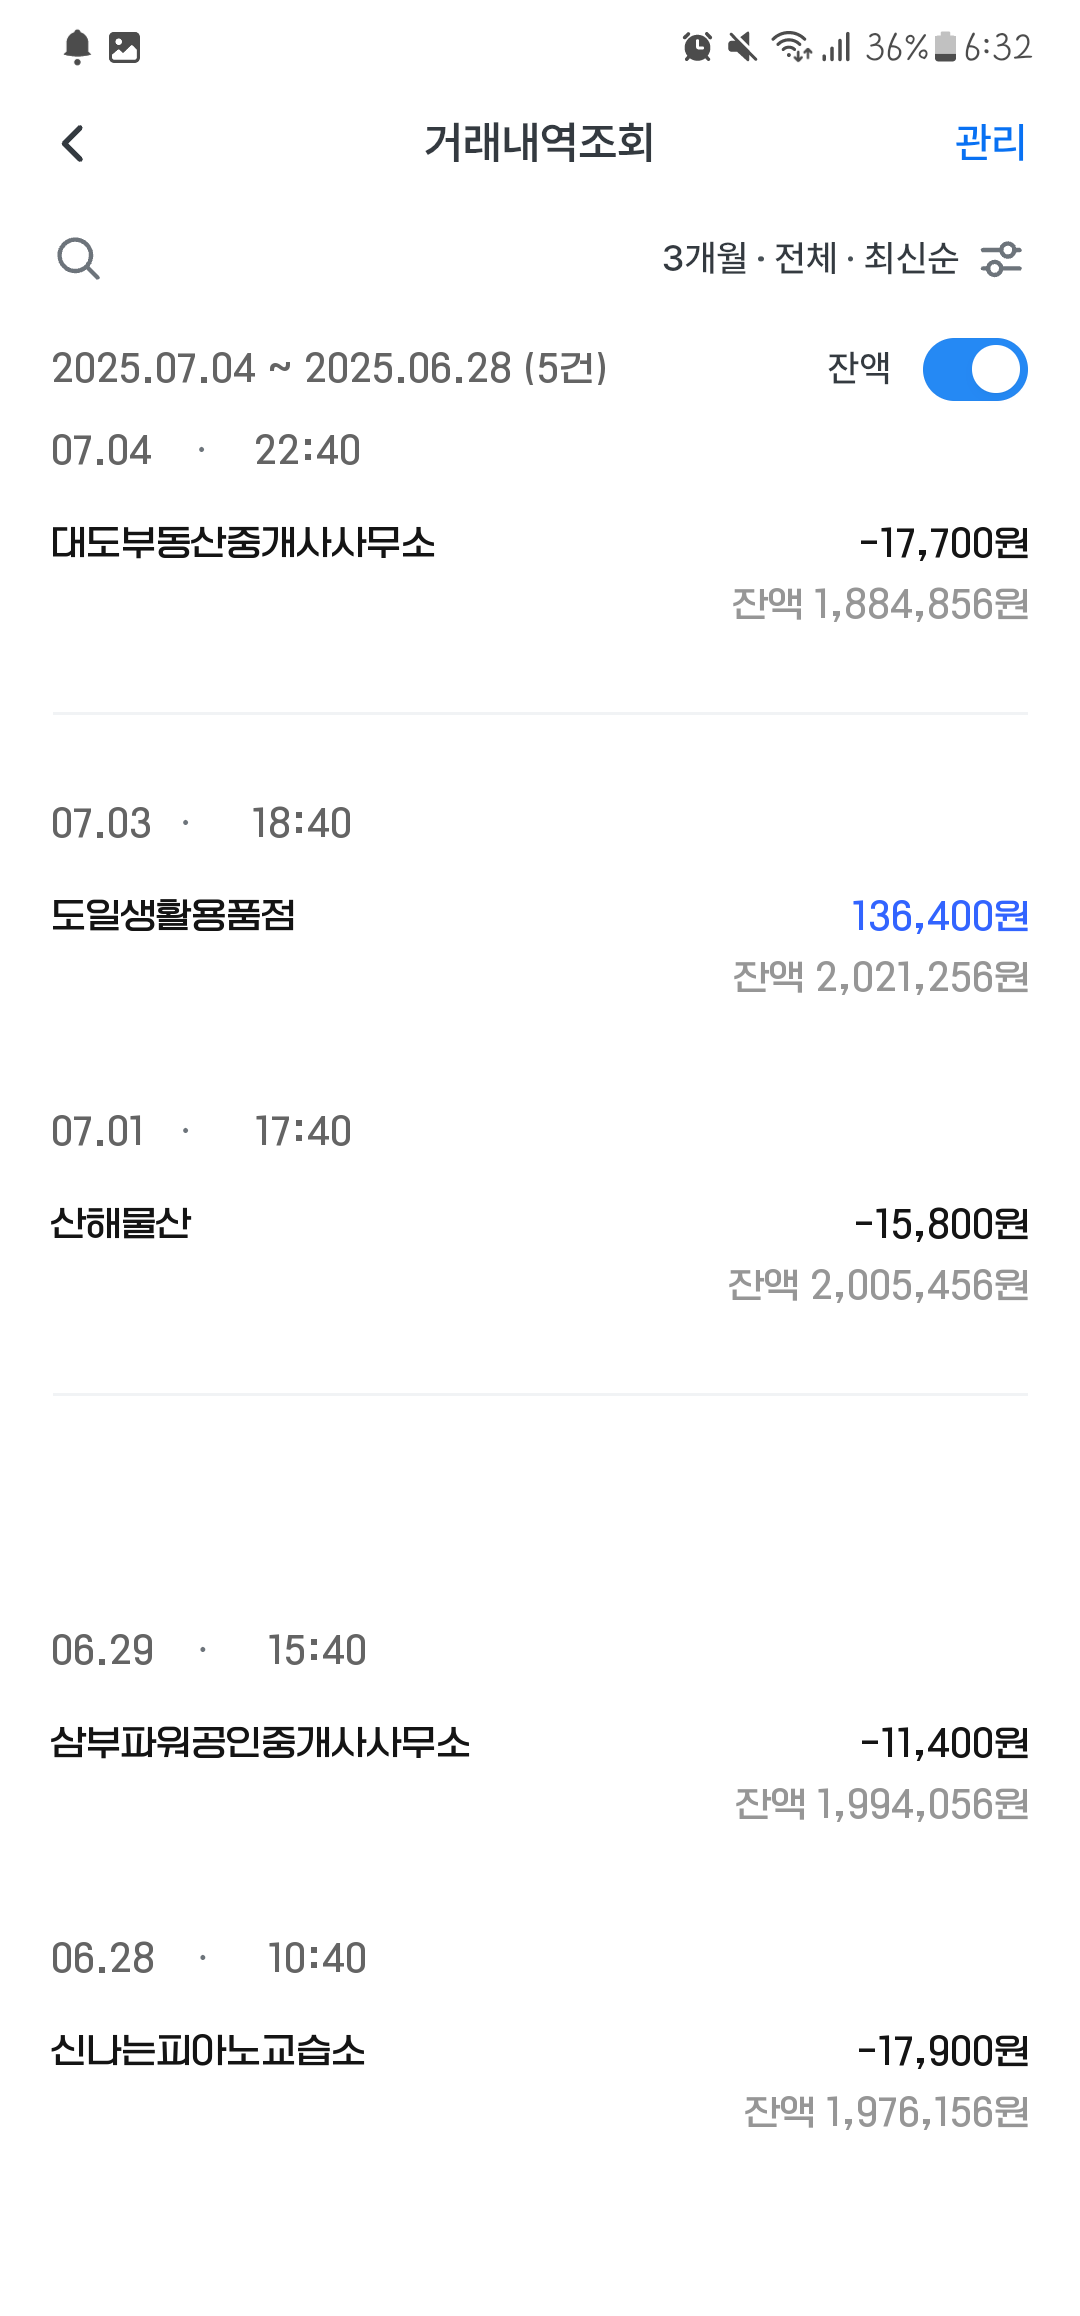 36% 6:32
거래내역조회 관리
3개월 · 전체 · 최신순
2025.07.04 ~ 2025.06.28 (5건) 잔액
07.04 · 22:40
대도부동산중개사사무소 -17,700원
잔액 1,884,856원
07.03 · 18:40
도일생활용품점 136,400원
잔액 2,021,256원
07.01 · 17:40
산해물산 -15,800원
잔액 2,005,456원
06.29 · 15:40
삼부파워공인중개사사무소 -11,400원
잔액 1,994,056원
06.28 · 10:40
신나는피아노교습소 -17,900원
잔액 1,976,156원